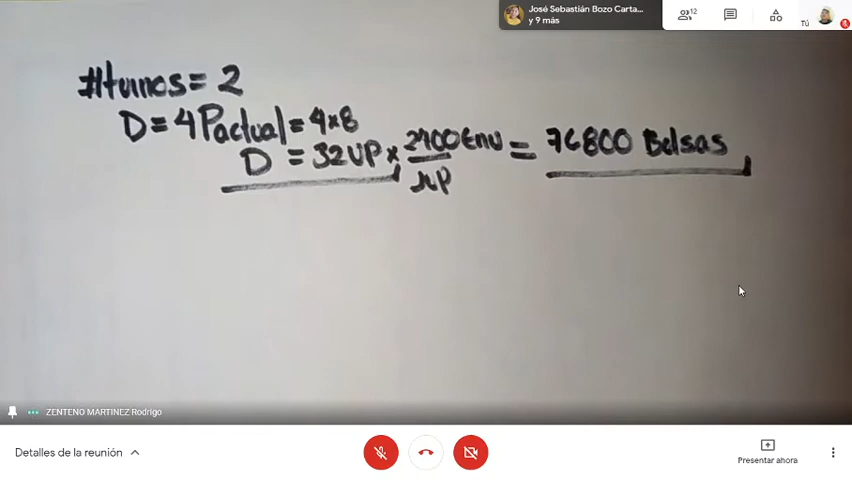 José Sebastián Bozo Carta...
y 9 más
12
Tú
#turnos = 2
D = 4 Pactual = 4 x 8
D = 32 UP x 2400 Env / UP = 76800 Bolsas
ZENTENO MARTINEZ Rodrigo
Detalles de la reunión
Presentar ahora